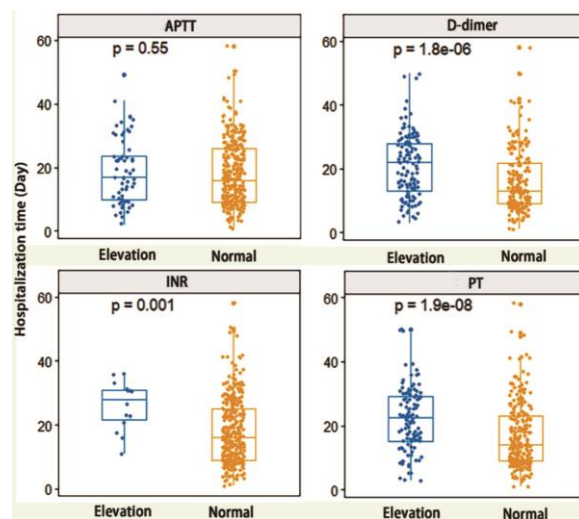 APTT
D-dimer
60
p = 0.55
60
p = 1.8e-06
40
40
20
20
0
0
Hospitalization time (Day)
Elevation Normal
Elevation Normal
INR
PT
60
p = 0.001
60
p = 1.9e-08
40
40
20
20
0
0
Elevation Normal
Elevation Normal